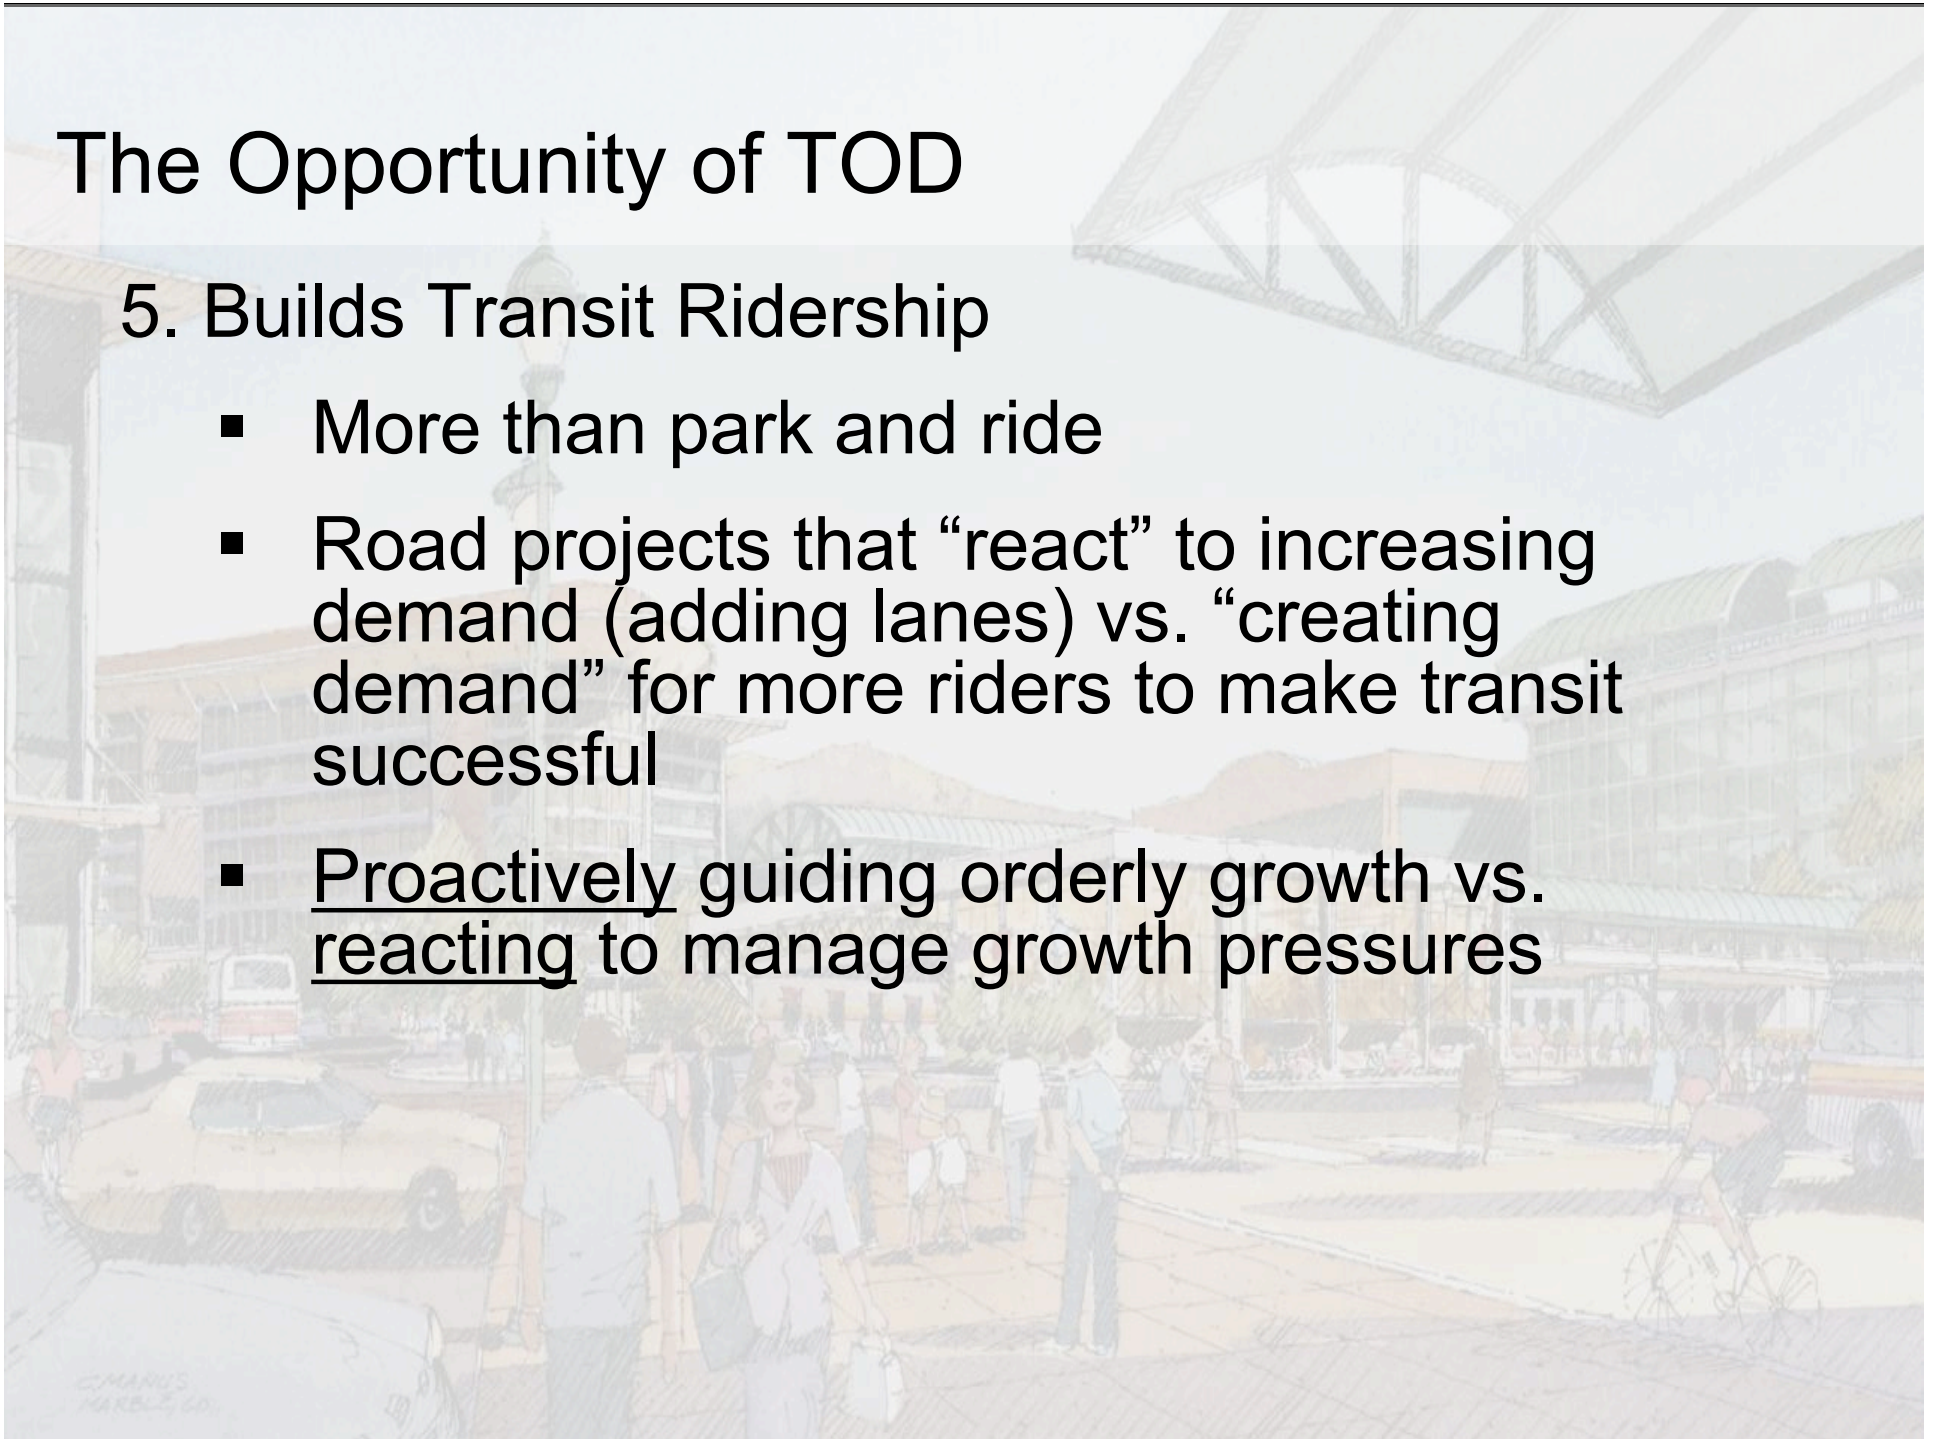 The Opportunity of TOD
5. Builds Transit Ridership
▪ More than park and ride
▪ Road projects that “react” to increasing
demand (adding lanes) vs. “creating
demand” for more riders to make transit
successful
▪ Proactively guiding orderly growth vs.
reacting to manage growth pressures